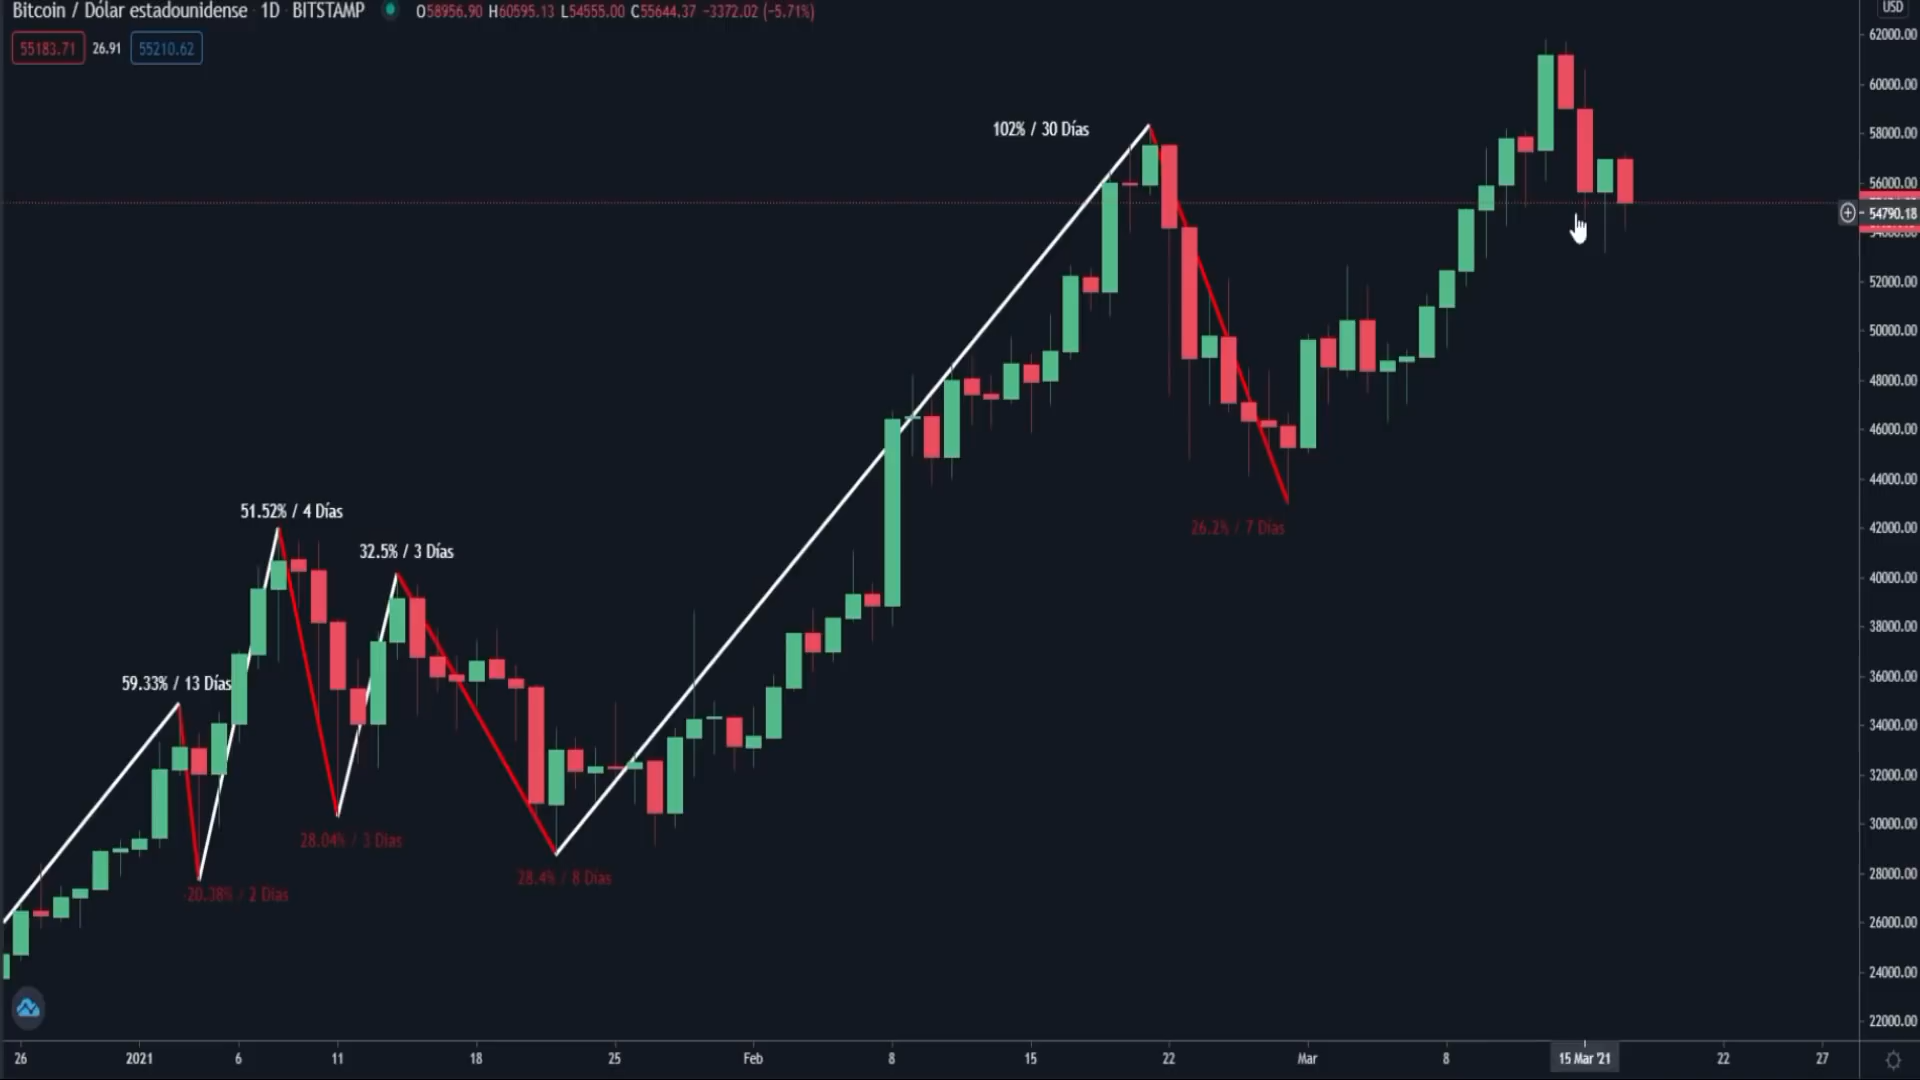 Bitcoin / Dólar estadounidense · 1D · BITSTAMP O58956.90 H60595.13 L54555.00 C55644.37 −3372.02 (−5.71%)
USD
55183.71 26.91 55210.62
62000.00
60000.00
58000.00
56000.00
54790.18
52000.00
50000.00
48000.00
46000.00
44000.00
42000.00
40000.00
38000.00
36000.00
34000.00
32000.00
30000.00
28000.00
26000.00
24000.00
22000.00
102% / 30 Días
26.2% / 7 Días
51.52% / 4 Días
32.5% / 3 Días
59.33% / 13 Días
28.04% / 3 Días
28.4% / 8 Días
-20.38% / 2 Días
26 2021 6 11 18 25 Feb 8 15 22 Mar 8 15 Mar '21 22 27